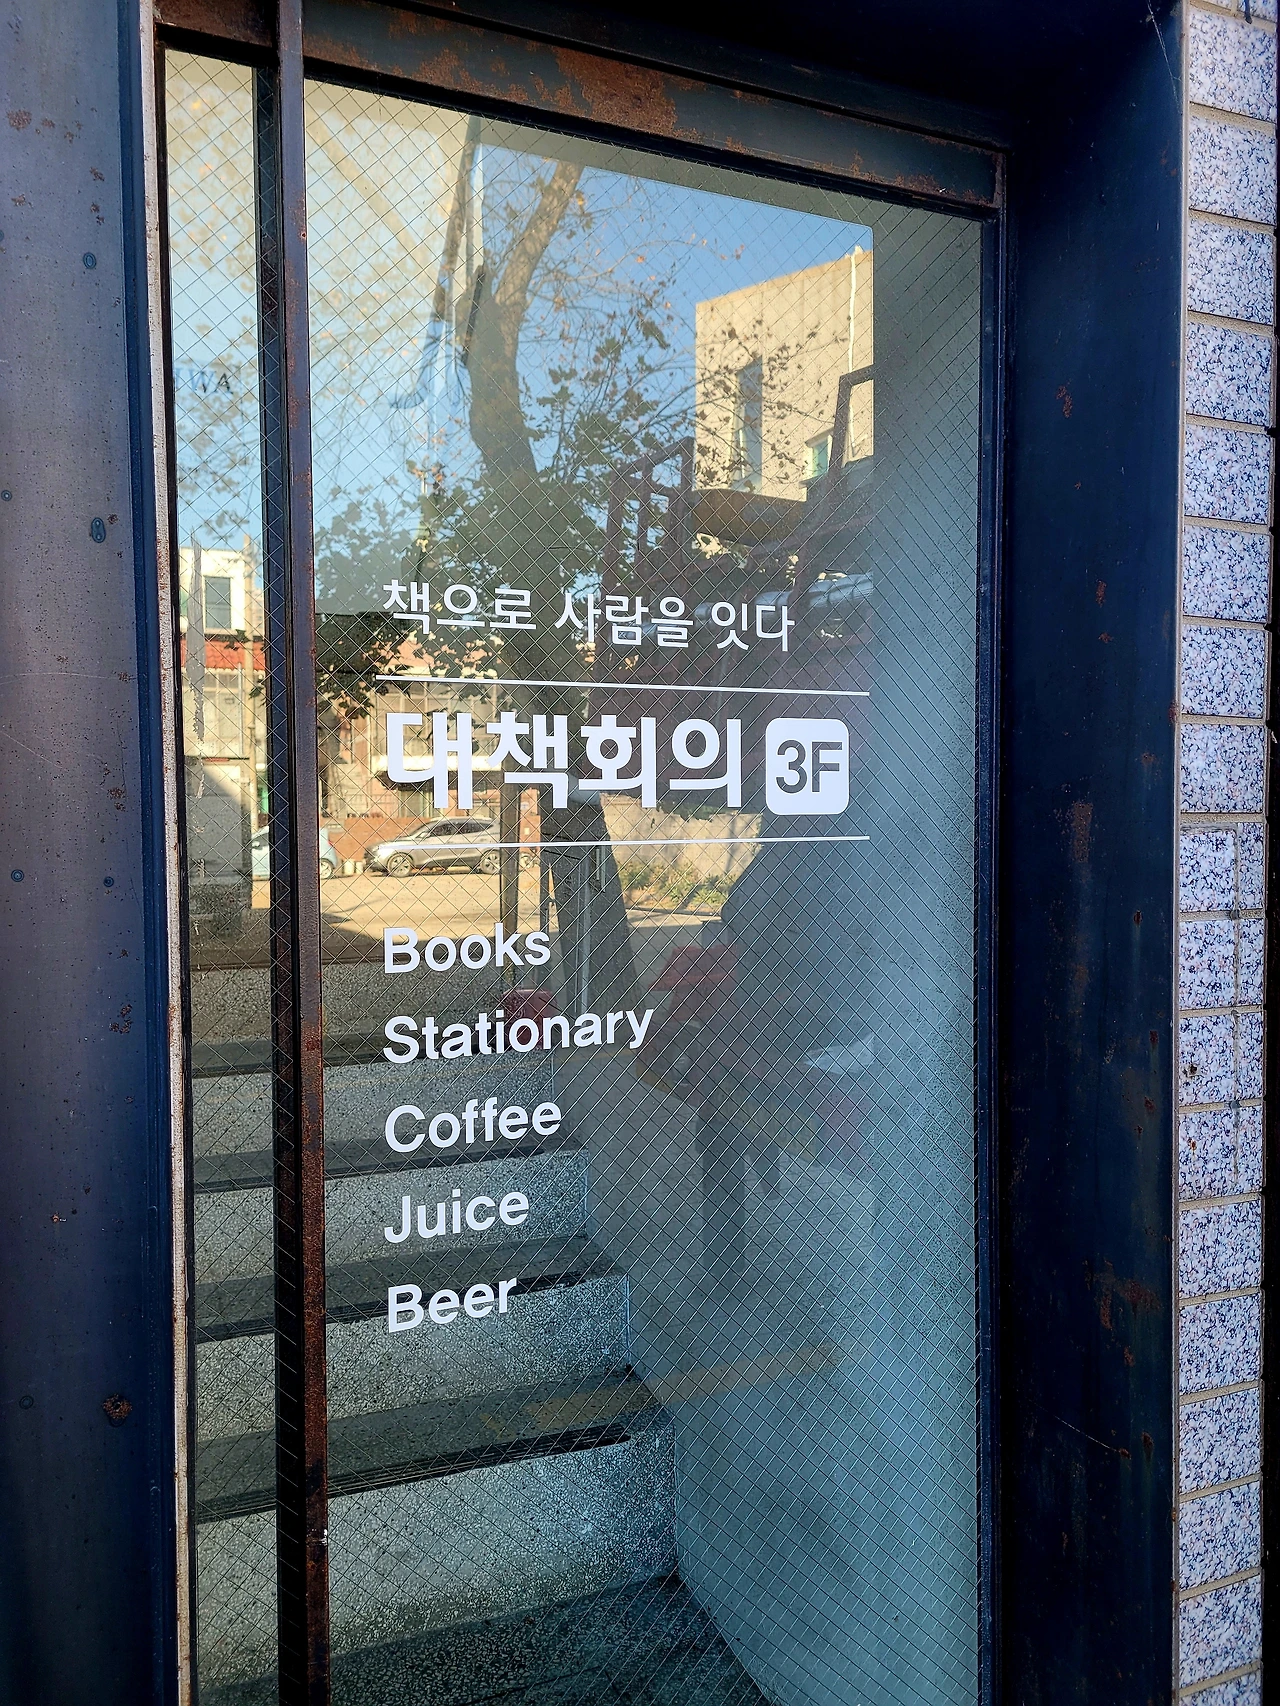 책으로 사람을 잇다
대책회의 3F
Books
Stationary
Coffee
Juice
Beer